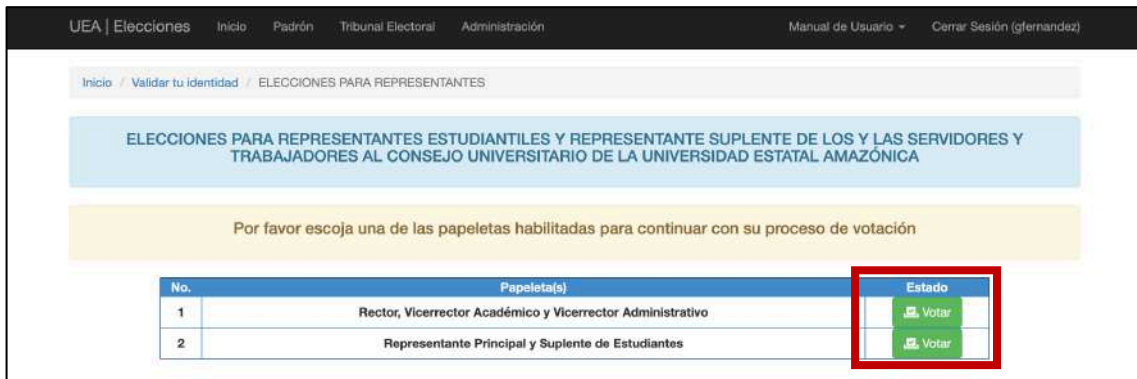 UEA | Elecciones Inicio Padrón Tribunal Electoral Administración Manual de Usuario Cerrar Sesión (gfernandez)
Inicio / Validar tu identidad / ELECCIONES PARA REPRESENTANTES
ELECCIONES PARA REPRESENTANTES ESTUDIANTILES Y REPRESENTANTE SUPLENTE DE LOS Y LAS SERVIDORES Y
TRABAJADORES AL CONSEJO UNIVERSITARIO DE LA UNIVERSIDAD ESTATAL AMAZÓNICA
Por favor escoja una de las papeletas habilitadas para continuar con su proceso de votación
No. Papeleta(s) Estado
1 Rector, Vicerrector Académico y Vicerrector Administrativo Votar
2 Representante Principal y Suplente de Estudiantes Votar